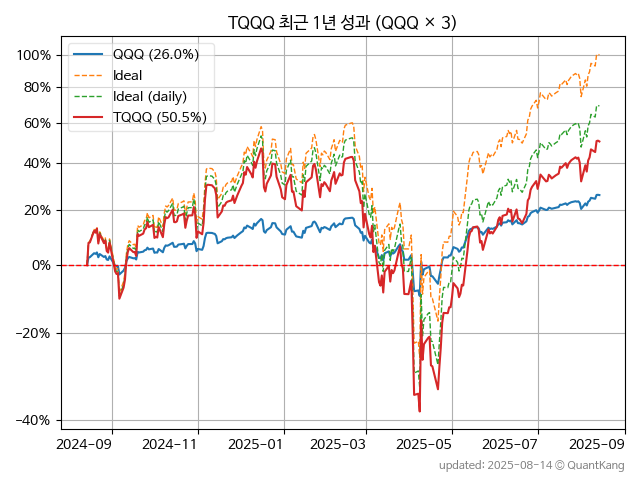 TQQQ 최근 1년 성과 (QQQ × 3)
QQQ (26.0%)
Ideal
Ideal (daily)
TQQQ (50.5%)
100%
80%
60%
40%
20%
0%
−20%
−40%
2024-09 2024-11 2025-01 2025-03 2025-05 2025-07 2025-09
updated: 2025-08-14 © QuantKang